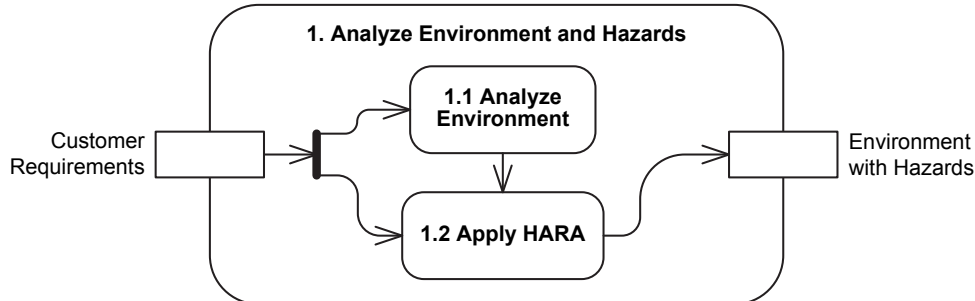 1. Analyze Environment and Hazards
1.1 Analyze
Environment
Customer
Requirements
Environment
with Hazards
1.2 Apply HARA